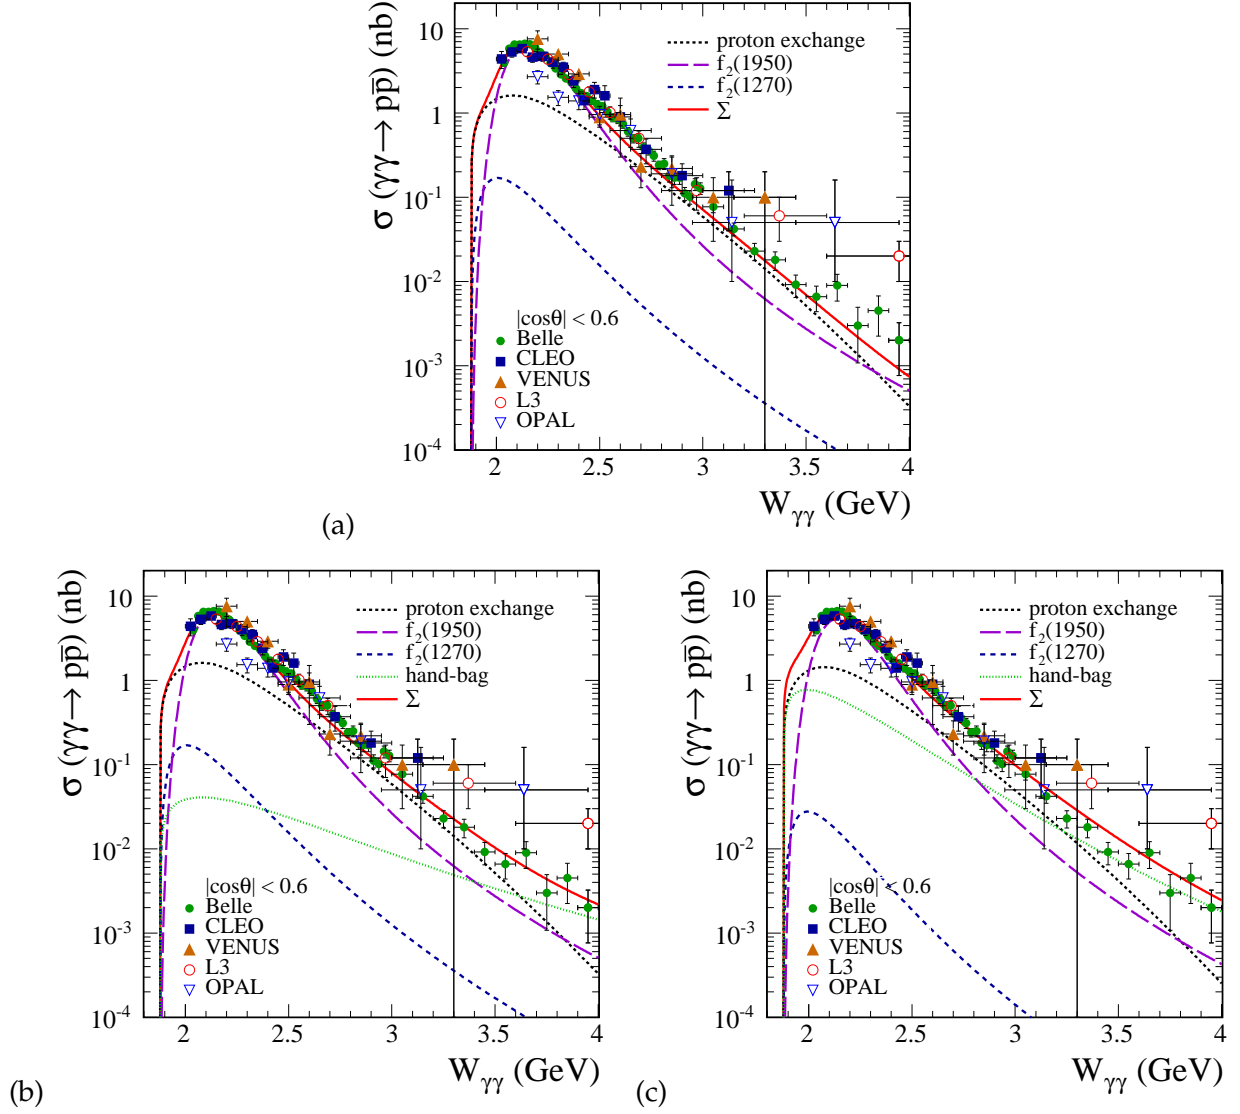 10
1
10⁻¹
10⁻²
10⁻³
10⁻⁴
σ (γγ → pp̅) (nb)
proton exchange
f₂(1950)
f₂(1270)
Σ
|cosθ| < 0.6
Belle
CLEO
VENUS
L3
OPAL
2 2.5 3 3.5 4
W_γγ (GeV)
(a)
10
1
10⁻¹
10⁻²
10⁻³
10⁻⁴
σ (γγ → pp̅) (nb)
proton exchange
f₂(1950)
f₂(1270)
hand-bag
Σ
|cosθ| < 0.6
Belle
CLEO
VENUS
L3
OPAL
2 2.5 3 3.5 4
W_γγ (GeV)
(b)
10
1
10⁻¹
10⁻²
10⁻³
10⁻⁴
σ (γγ → pp̅) (nb)
proton exchange
f₂(1950)
f₂(1270)
hand-bag
Σ
|cosθ| < 0.6
Belle
CLEO
VENUS
L3
OPAL
2 2.5 3 3.5 4
W_γγ (GeV)
(c)